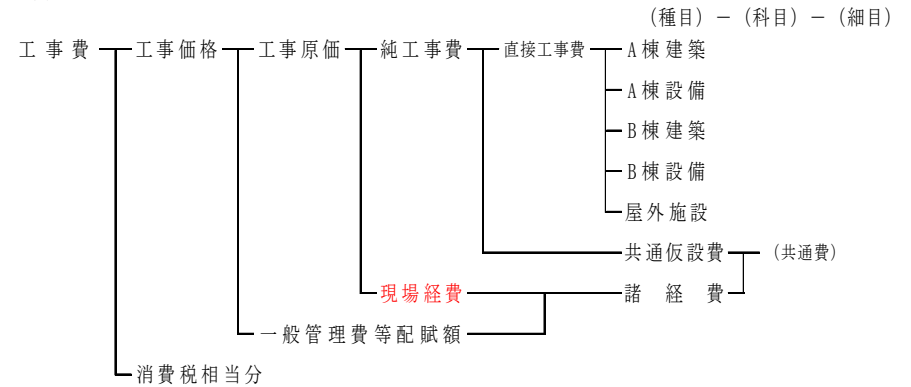 (種目) － (科目) － (細目)
工事費 工事価格 工事原価 純工事費 直接工事費 A棟建築
A棟設備
B棟建築
B棟設備
屋外施設
共通仮設費 (共通費)
現場経費 諸経費
一般管理費等配賦額
消費税相当分